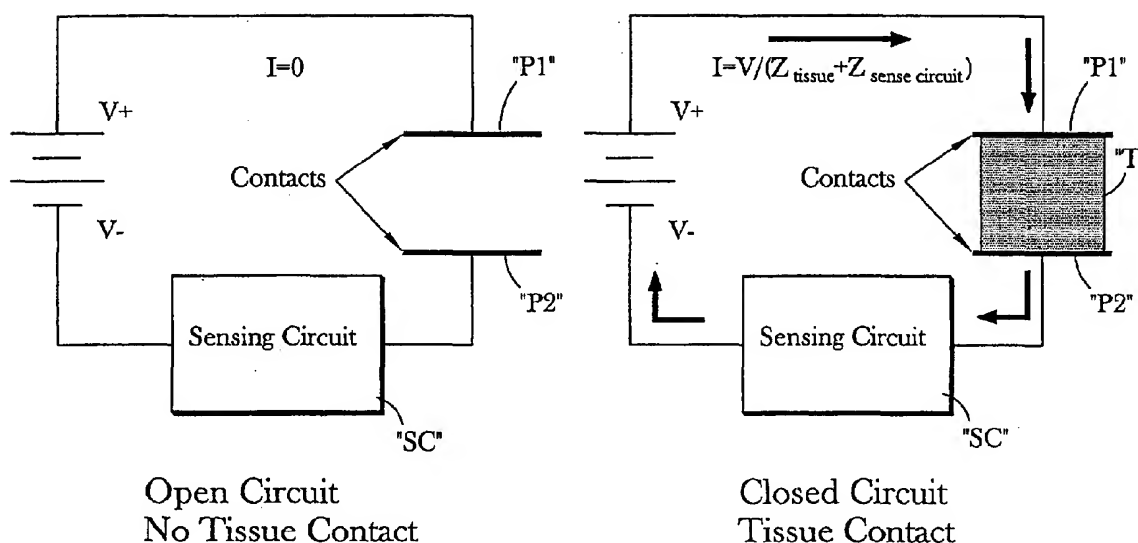 I=0
"P1"
V+
Contacts
V-
"P2"
Sensing Circuit
"SC"
Open Circuit
No Tissue Contact
I=V/(Z tissue+Z sense circuit)
"P1"
V+
"T
Contacts
V-
"P2"
Sensing Circuit
"SC"
Closed Circuit
Tissue Contact